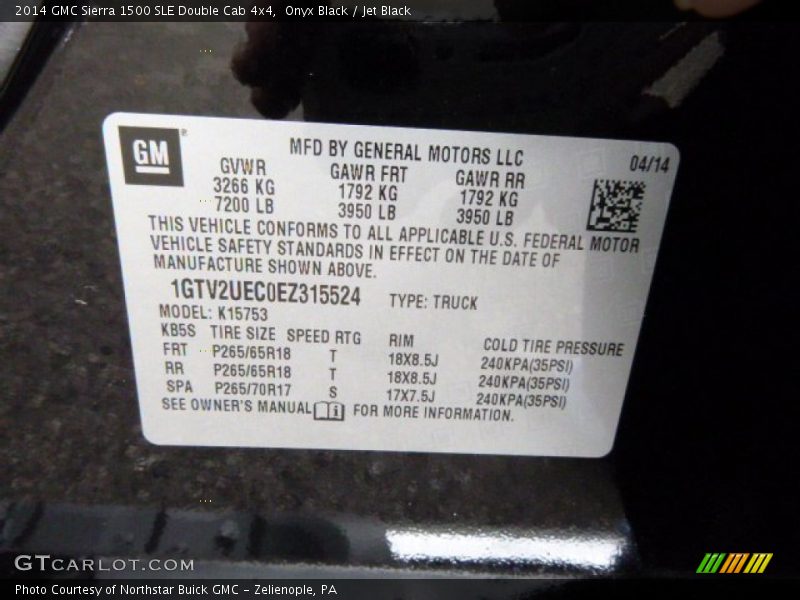 2014 GMC Sierra 1500 SLE Double Cab 4x4, Onyx Black / Jet Black
GM®
MFD BY GENERAL MOTORS LLC
04/14
GVWR GAWR FRT GAWR RR
3266 KG 1792 KG 1792 KG
7200 LB 3950 LB 3950 LB
THIS VEHICLE CONFORMS TO ALL APPLICABLE U.S. FEDERAL MOTOR
VEHICLE SAFETY STANDARDS IN EFFECT ON THE DATE OF
MANUFACTURE SHOWN ABOVE.
1GTV2UEC0EZ315524 TYPE: TRUCK
MODEL: K15753
KB5S TIRE SIZE SPEED RTG RIM COLD TIRE PRESSURE
FRT P265/65R18 T 18X8.5J 240KPA(35PSI)
RR P265/65R18 T 18X8.5J 240KPA(35PSI)
SPA P265/70R17 S 17X7.5J 240KPA(35PSI)
SEE OWNER'S MANUAL i FOR MORE INFORMATION.
GTCARLOT.COM
Photo Courtesy of Northstar Buick GMC – Zelienople, PA